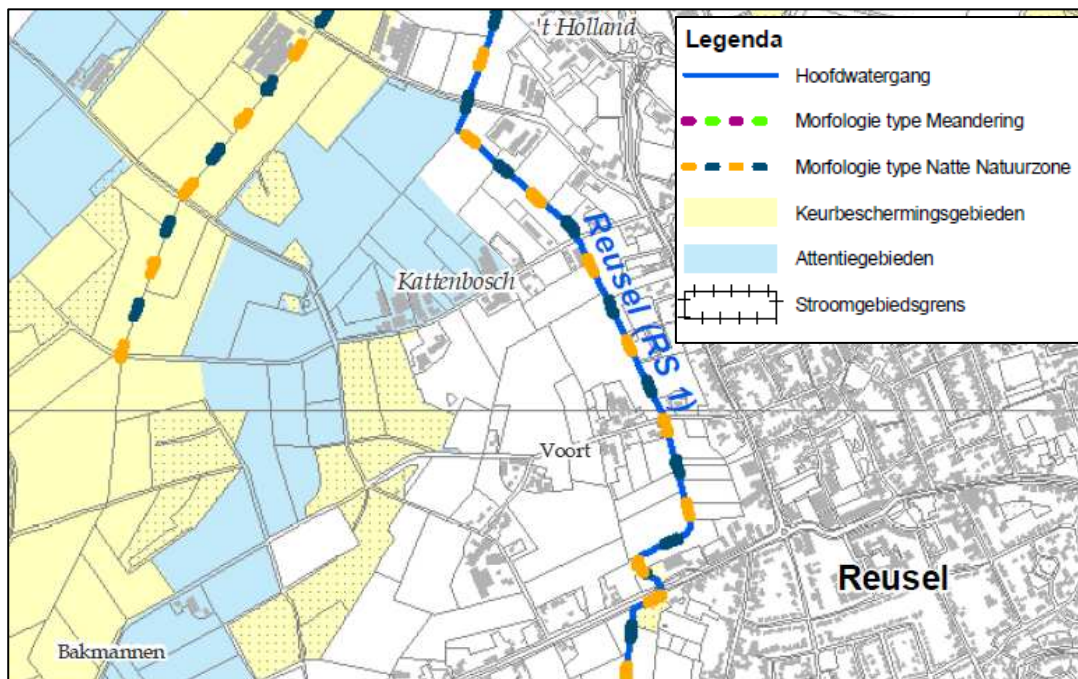 't Holland
Legenda
Hoofdwatergang
Morfologie type Meandering
Morfologie type Natte Natuurzone
Keurbeschermingsgebieden
Attentiegebieden
Stroomgebiedsgrens
Kattenbosch
Reusel (RS 1)
Voort
Reusel
Bakmannen